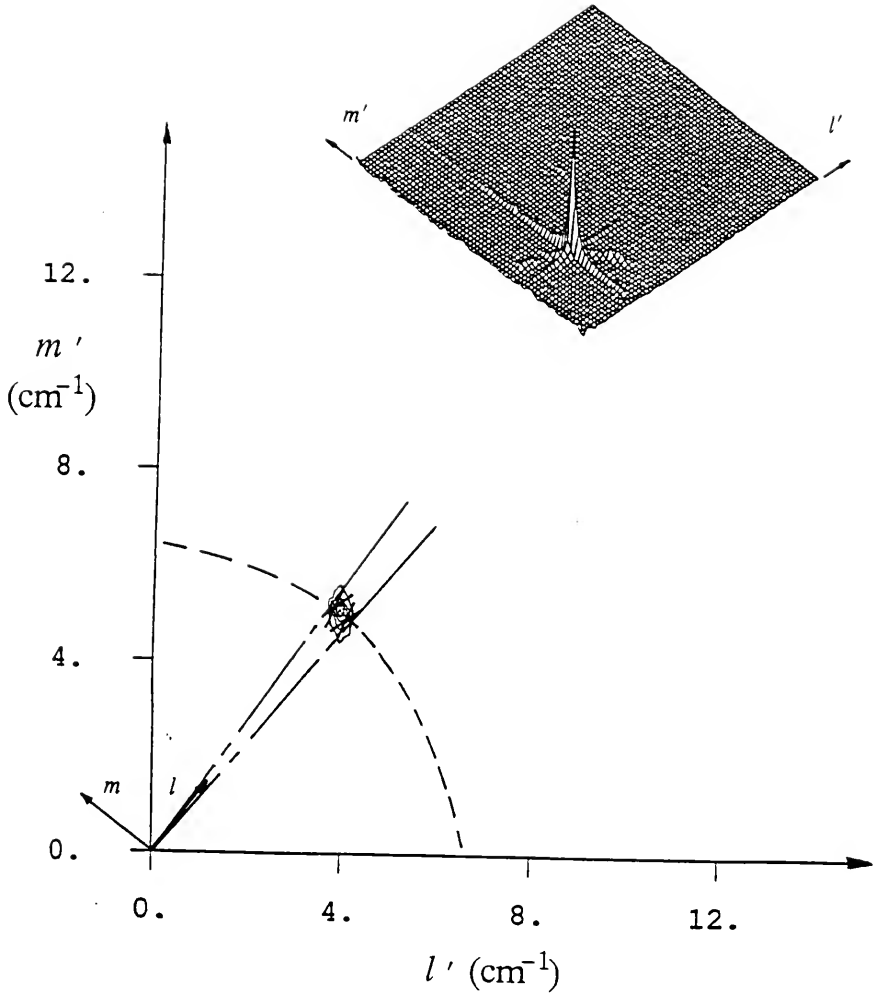 m'
l'
12.
m'
(cm⁻¹)
8.
4.
m
l
0.
0.
4.
8.
12.
l' (cm⁻¹)